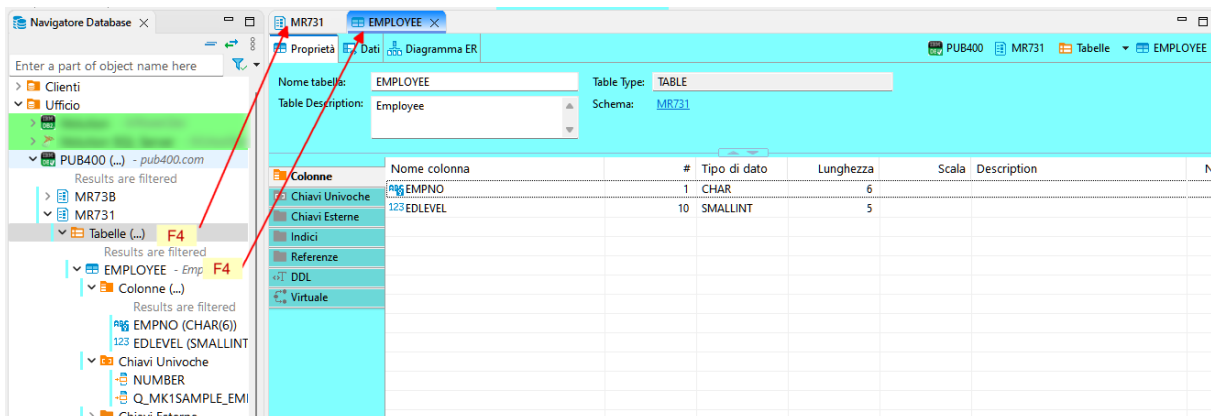 Navigatore Database
Enter a part of object name here
Clienti
Ufficio
PUB400 (...) - pub400.com
Results are filtered
MR73B
MR731
Tabelle (...) F4
Results are filtered
EMPLOYEE - Emp F4
Colonne (...)
Results are filtered
EMPNO (CHAR(6))
123 EDLEVEL (SMALLINT
Chiavi Univoche
NUMBER
Q_MK1SAMPLE_EMI
Chiavi Esterne
MR731 EMPLOYEE
Proprietà Dati Diagramma ER PUB400 MR731 Tabelle EMPLOYEE
Nome tabella: EMPLOYEE Table Type: TABLE
Table Description: Employee Schema: MR731
Colonne
Chiavi Univoche
Chiavi Esterne
Indici
Referenze
DDL
Virtuale
Nome colonna # Tipo di dato Lunghezza Scala Description N
EMPNO 1 CHAR 6
123 EDLEVEL 10 SMALLINT 5